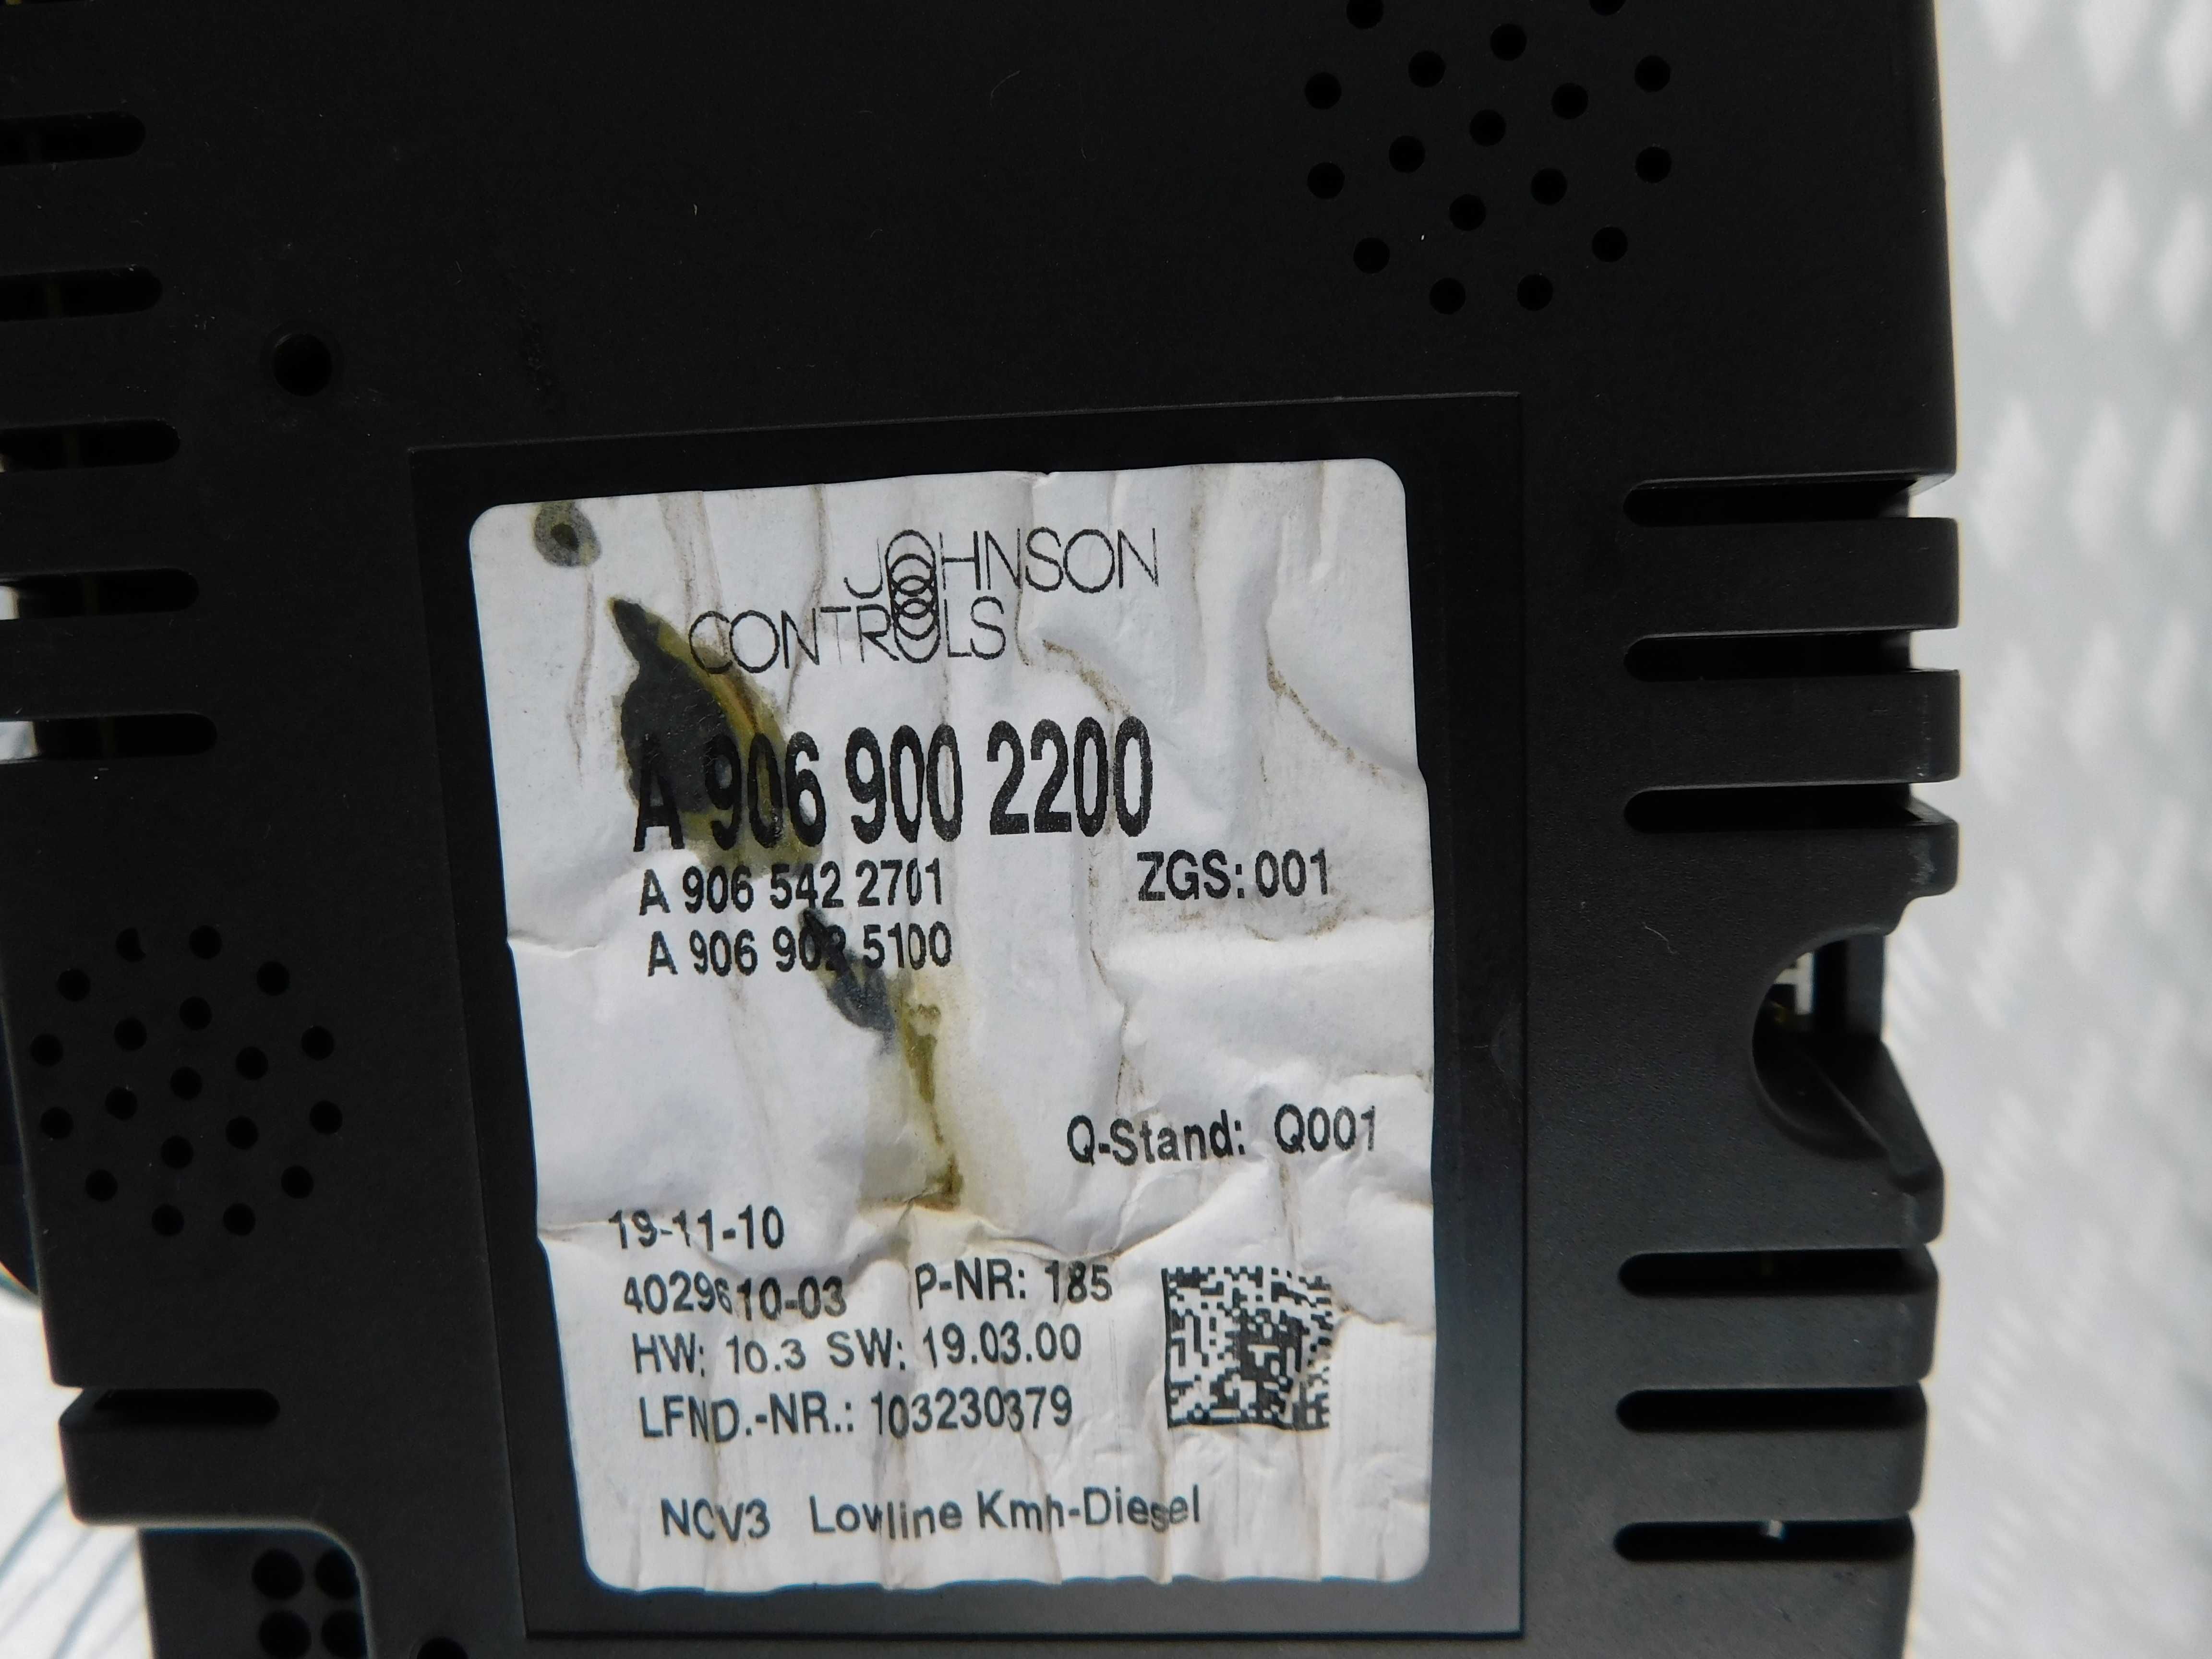 JOHNSON
CONTROLS
A 906 900 2200
A 906 542 2701 ZGS: 001
A 906 902 5100
Q-Stand: Q001
19-11-10
4029610-03 P-NR: 185
HW: 10.3 SW: 19.03.00
LFND.-NR.: 103230379
NCV3 Lowline Kmh-Diesel